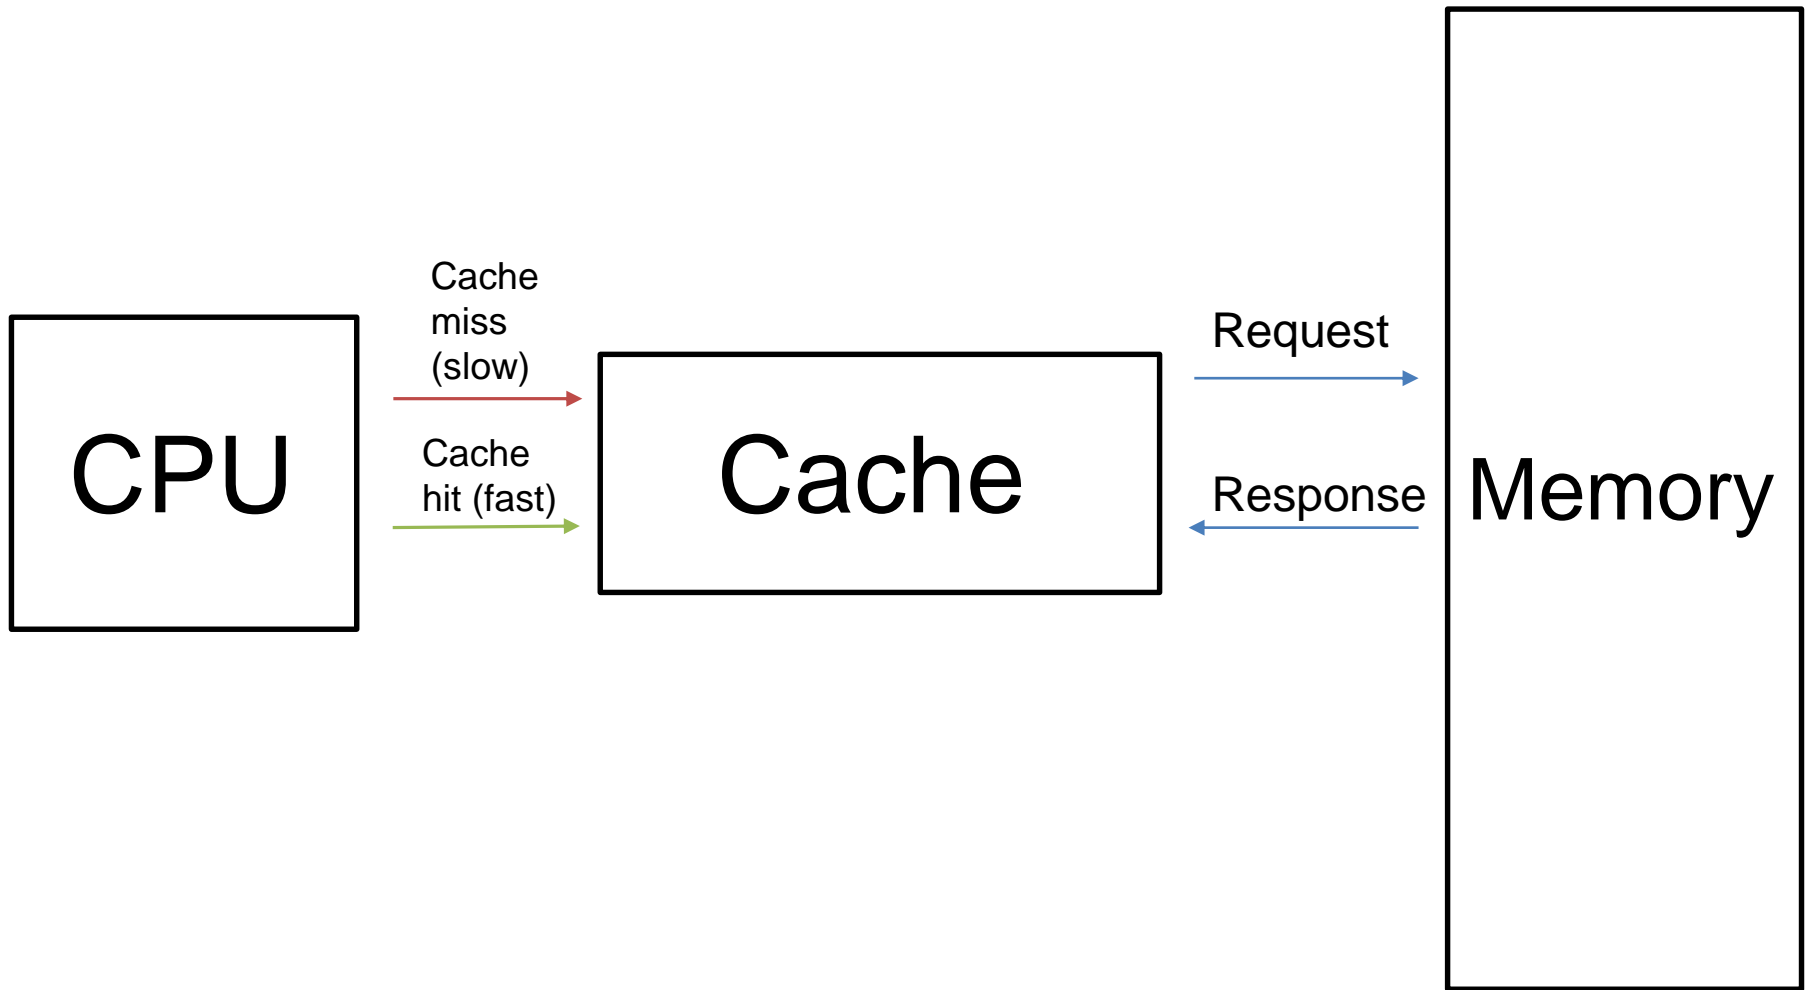 CPU
Cache
miss
(slow)
Cache
hit (fast)
Cache
Request
Response
Memory